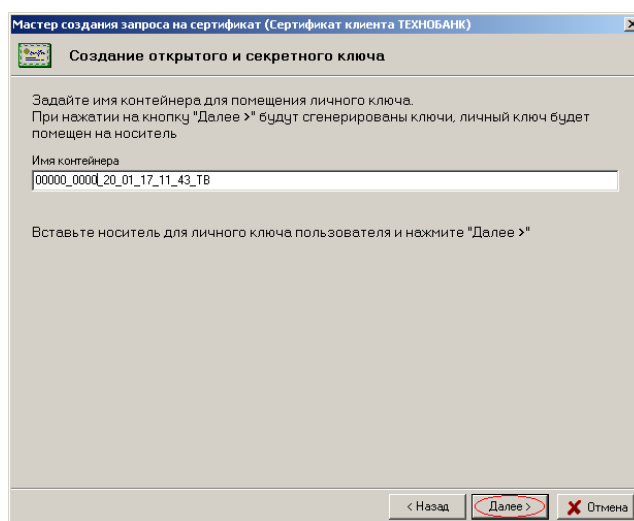 Мастер создания запроса на сертификат (Сертификат клиента ТЕХНОБАНК)
Создание открытого и секретного ключа
Задайте имя контейнера для помещения личного ключа.
При нажатии на кнопку "Далее >" будут сгенерированы ключи, личный ключ будет
помещен на носитель
Имя контейнера
00000_0000_20_01_17_11_43_ТВ
Вставьте носитель для личного ключа пользователя и нажмите "Далее >"
< Назад
Далее >
Отмена